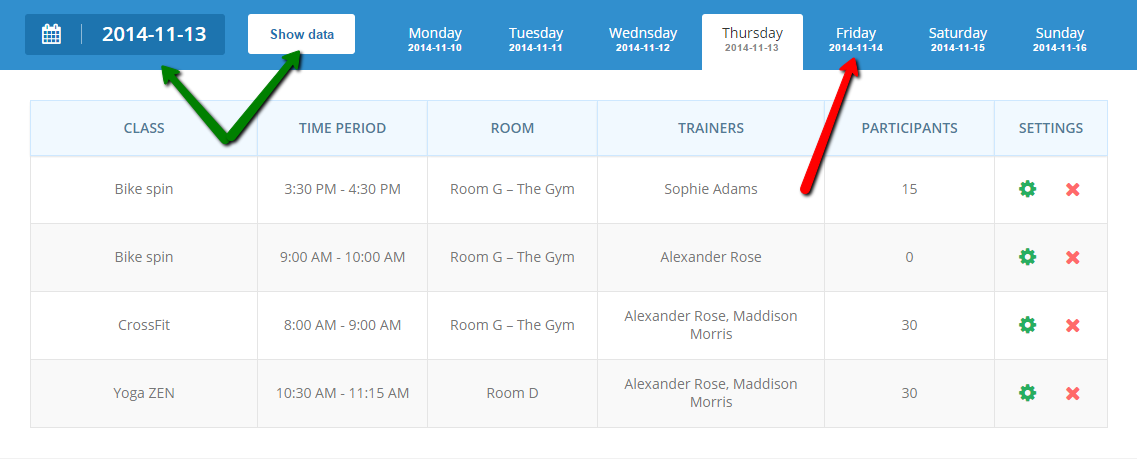 2014-11-13
Show data
Monday
2014-11-10
Tuesday
2014-11-11
Wednsday
2014-11-12
Thursday
2014-11-13
Friday
2014-11-14
Saturday
2014-11-15
Sunday
2014-11-16
CLASS TIME PERIOD ROOM TRAINERS PARTICIPANTS SETTINGS
Bike spin 3:30 PM - 4:30 PM Room G – The Gym Sophie Adams 15
Bike spin 9:00 AM - 10:00 AM Room G – The Gym Alexander Rose 0
CrossFit 8:00 AM - 9:00 AM Room G – The Gym Alexander Rose, Maddison
Morris 30
Yoga ZEN 10:30 AM - 11:15 AM Room D Alexander Rose, Maddison
Morris 30